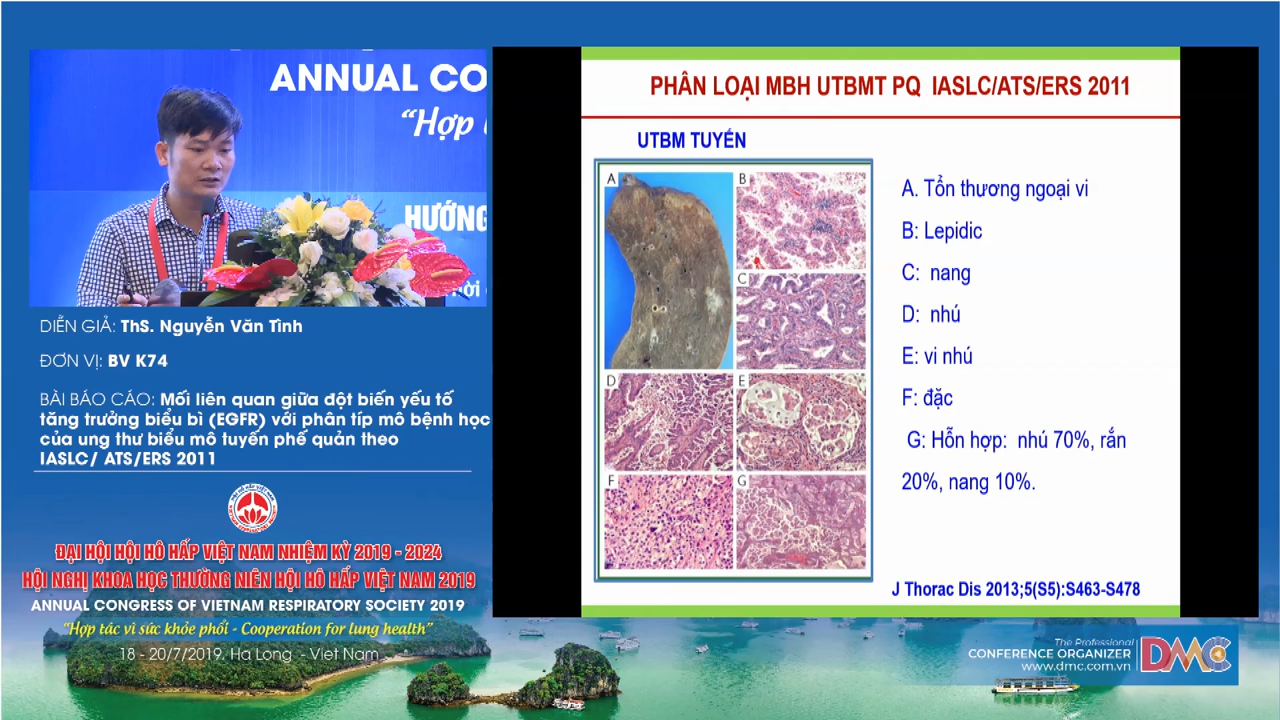 ANNUAL CO
“Hợp
HƯỚNG
DIỄN GIẢ: ThS. Nguyễn Văn Tình
ĐƠN VỊ: BV K74
BÀI BÁO CÁO: Mối liên quan giữa đột biến yếu tố
tăng trưởng biểu bì (EGFR) với phân típ mô bệnh học
của ung thư biểu mô tuyến phế quản theo
IASLC/ ATS/ERS 2011
ĐẠI HỘI HỘI HÔ HẤP VIỆT NAM NHIỆM KỲ 2019 - 2024
HỘI NGHỊ KHOA HỌC THƯỜNG NIÊN HỘI HÔ HẤP VIỆT NAM 2019
ANNUAL CONGRESS OF VIETNAM RESPIRATORY SOCIETY 2019
“Hợp tác vì sức khỏe phổi - Cooperation for lung health”
18 - 20/7/2019. Ha Long - Viet Nam
PHÂN LOẠI MBH UTBMT PQ IASLC/ATS/ERS 2011
UTBM TUYẾN
A
B
C
D
E
F
G
A. Tổn thương ngoại vi
B: Lepidic
C: nang
D: nhú
E: vi nhú
F: đặc
G: Hỗn hợp: nhú 70%, rắn
20%, nang 10%.
J Thorac Dis 2013;5(S5):S463-S478
The Professional
CONFERENCE ORGANIZER
www.dmc.com.vn
DMC